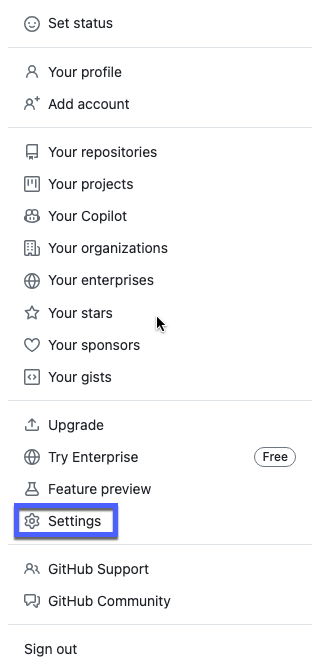 Set status
Your profile
Add account
Your repositories
Your projects
Your Copilot
Your organizations
Your enterprises
Your stars
Your sponsors
Your gists
Upgrade
Try Enterprise Free
Feature preview
Settings
GitHub Support
GitHub Community
Sign out